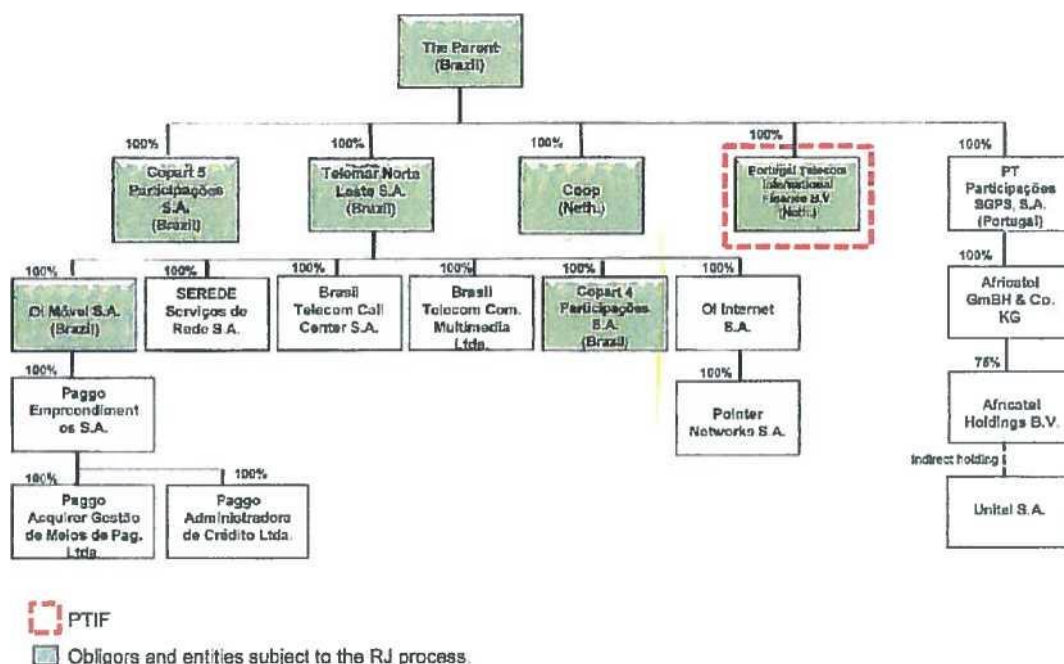 The Parent
(Brazil)
100%
100%
100%
100%
100%
Copart 5
Participações
S.A.
(Brazil)
Telemar Norte
Leste S.A.
(Brazil)
Coop
(Neth.)
Portugal Telecom
International
Finance B.V.
(Neth.)
PT
Participações
SGPS, S.A.
(Portugal)
100%
100%
100%
100%
100%
100%
100%
Oi Móvel S.A.
(Brazil)
SEREDE
Serviços de
Rede S.A.
Brasil
Telecom Call
Center S.A.
Brasil
Telecom Com.
Multimedia
Ltda.
Copart 4
Participações
S.A.
(Brazil)
Oi Internet
S.A.
Africatel
GmBH & Co.
KG
100%
100%
75%
Paggo
Empreendiment
os S.A.
Pointer
Networks S.A.
Africatel
Holdings B.V.
Indirect holding
100%
100%
Paggo
Acquirer Gestão
de Meios de Pag.
Ltda.
Paggo
Administradora
de Crédito Ltda.
Unitel S.A.
PTIF
Obligors and entities subject to the RJ process.